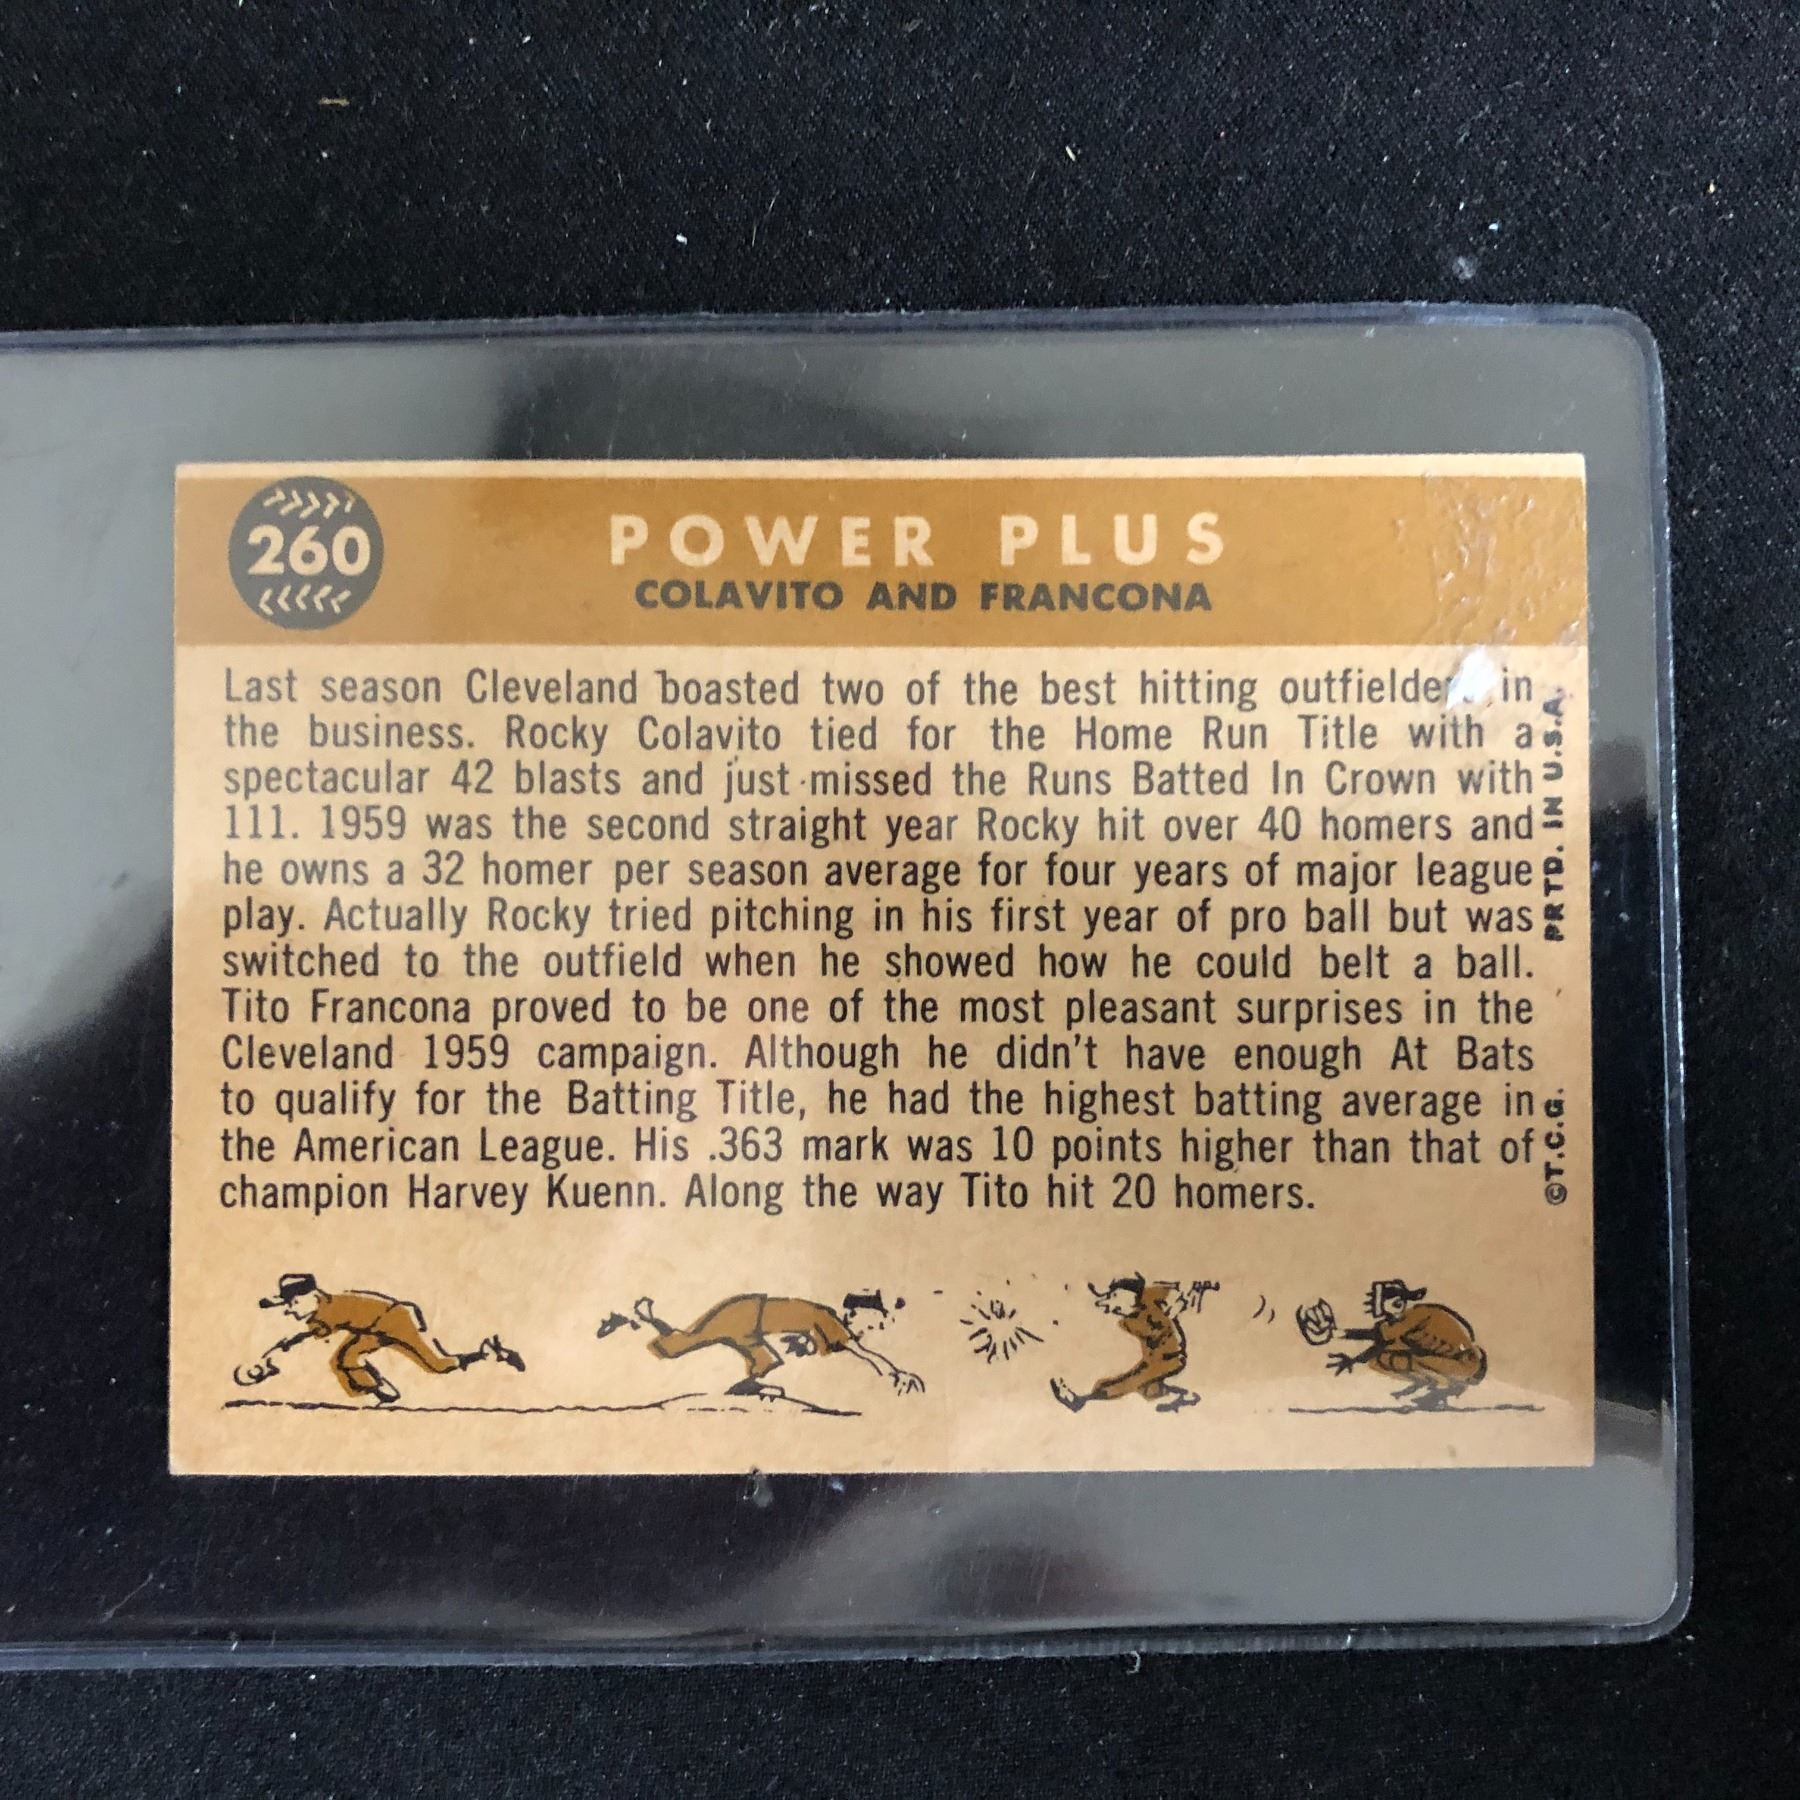 260
POWER PLUS
COLAVITO AND FRANCONA
Last season Cleveland boasted two of the best hitting in
the business. Rocky Colavito tied for the Home Run Title with a
spectacular 42 blasts and just missed the Runs Batted In Crown with
111. 1959 was the second straight year Rocky hit over 40 homers and
he owns a 32 homer per season average for four years of major league
play. Actually Rocky tried pitching in his first year of pro ball but was
switched to the outfield when he showed how he could belt a ball.
Tito Francona proved to be one of the most pleasant surprises in the
Cleveland 1959 campaign. Although he didn't have enough At Bats
to qualify for the Batting Title, he had the highest batting average in
the American League. His .363 mark was 10 points higher than that of
champion Harvey Kuenn. Along the way Tito hit 20 homers.
©T.C.G. PRTD. IN U.S.A.